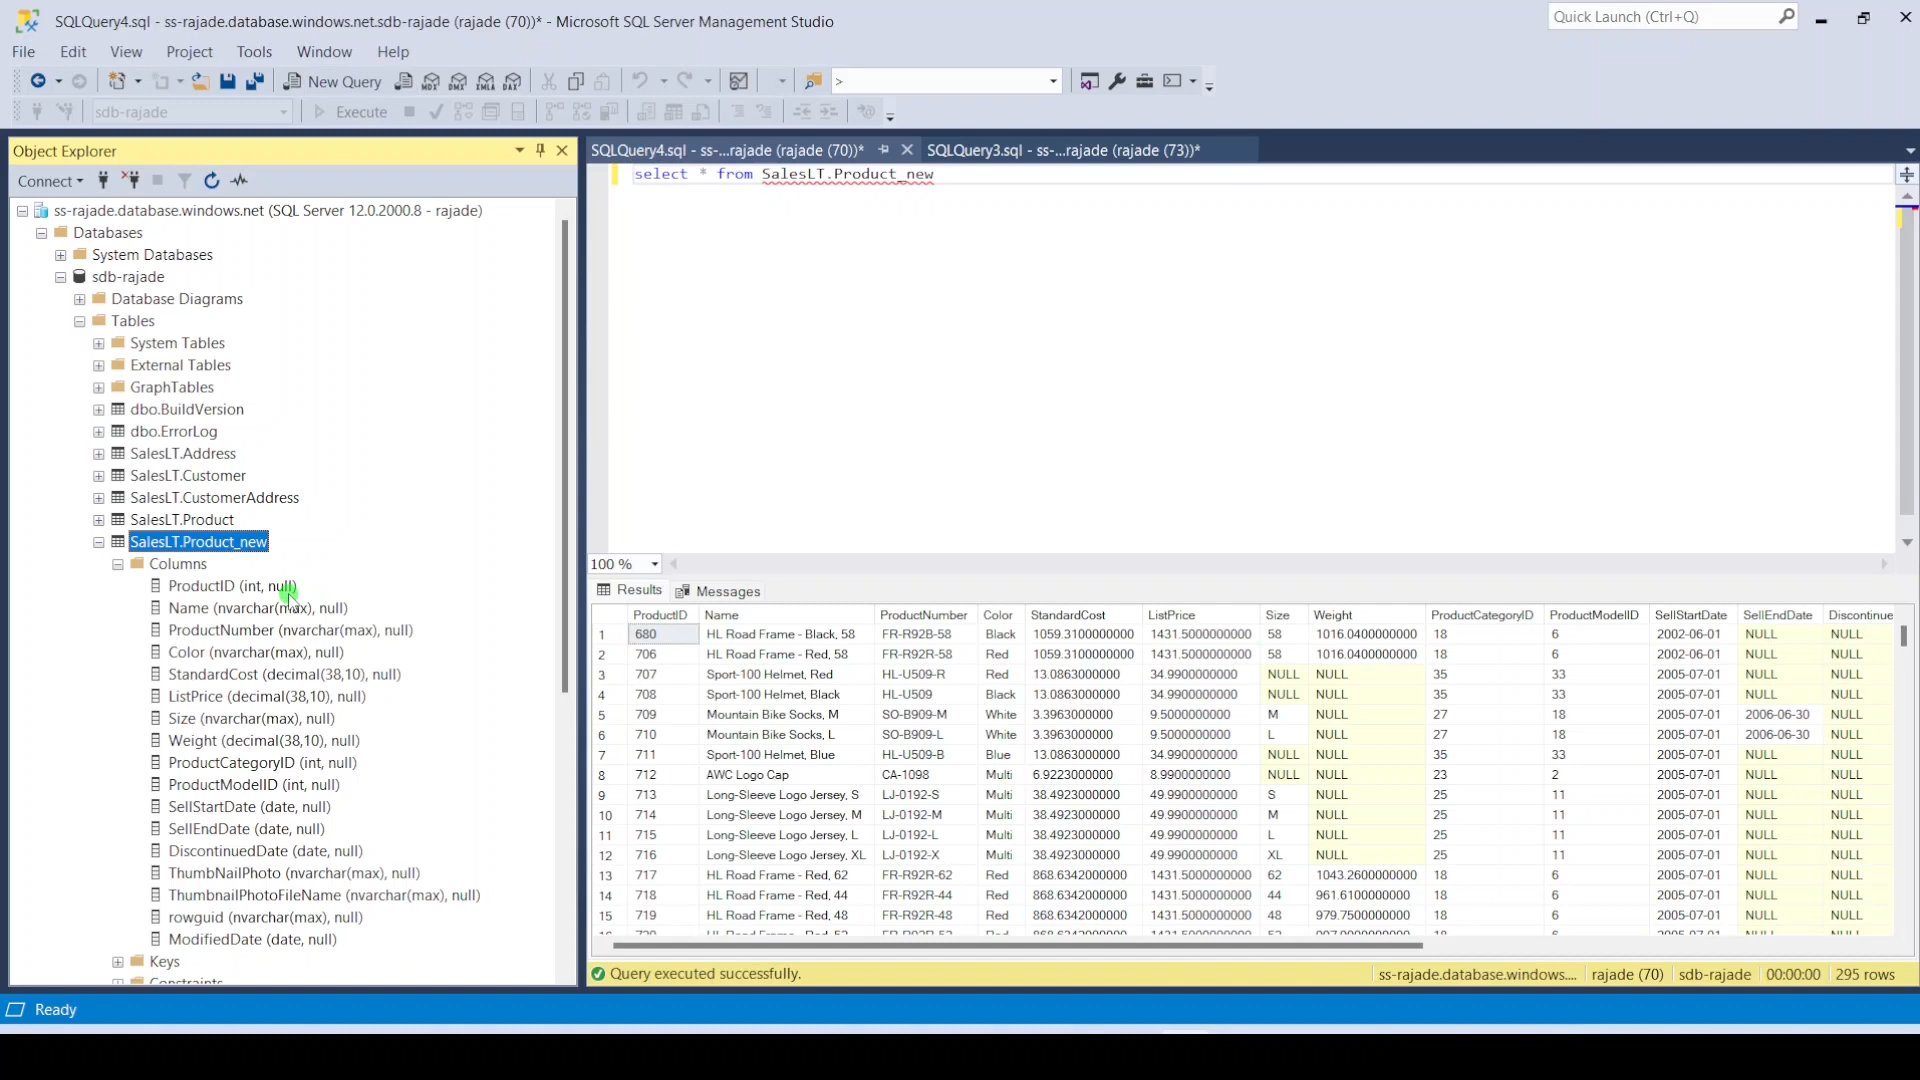 SQLQuery4.sql - ss-rajade.database.windows.net.sdb-rajade (rajade (70))* - Microsoft SQL Server Management Studio
Quick Launch (Ctrl+Q)
File Edit View Project Tools Window Help
New Query MDX DMX XMLA DAX >
sdb-rajade Execute
Object Explorer
SQLQuery4.sql - ss-...rajade (rajade (70))* SQLQuery3.sql - ss-...rajade (rajade (73))*
Connect
select * from SalesLT.Product_new
ss-rajade.database.windows.net (SQL Server 12.0.2000.8 - rajade)
Databases
System Databases
sdb-rajade
Database Diagrams
Tables
System Tables
External Tables
GraphTables
dbo.BuildVersion
dbo.ErrorLog
SalesLT.Address
SalesLT.Customer
SalesLT.CustomerAddress
SalesLT.Product
SalesLT.Product_new
Columns
ProductID (int, null)
Name (nvarchar(max), null)
ProductNumber (nvarchar(max), null)
Color (nvarchar(max), null)
StandardCost (decimal(38,10), null)
ListPrice (decimal(38,10), null)
Size (nvarchar(max), null)
Weight (decimal(38,10), null)
ProductCategoryID (int, null)
ProductModelID (int, null)
SellStartDate (date, null)
SellEndDate (date, null)
DiscontinuedDate (date, null)
ThumbNailPhoto (nvarchar(max), null)
ThumbnailPhotoFileName (nvarchar(max), null)
rowguid (nvarchar(max), null)
ModifiedDate (date, null)
Keys
Constraints
100 %
Results Messages
ProductID Name ProductNumber Color StandardCost ListPrice Size Weight ProductCategoryID ProductModelID SellStartDate SellEndDate Discontinue
1 680 HL Road Frame - Black, 58 FR-R92B-58 Black 1059.3100000000 1431.5000000000 58 1016.0400000000 18 6 2002-06-01 NULL NULL
2 706 HL Road Frame - Red, 58 FR-R92R-58 Red 1059.3100000000 1431.5000000000 58 1016.0400000000 18 6 2002-06-01 NULL NULL
3 707 Sport-100 Helmet, Red HL-U509-R Red 13.0863000000 34.9900000000 NULL NULL 35 33 2005-07-01 NULL NULL
4 708 Sport-100 Helmet, Black HL-U509 Black 13.0863000000 34.9900000000 NULL NULL 35 33 2005-07-01 NULL NULL
5 709 Mountain Bike Socks, M SO-B909-M White 3.3963000000 9.5000000000 M NULL 27 18 2005-07-01 2006-06-30 NULL
6 710 Mountain Bike Socks, L SO-B909-L White 3.3963000000 9.5000000000 L NULL 27 18 2005-07-01 2006-06-30 NULL
7 711 Sport-100 Helmet, Blue HL-U509-B Blue 13.0863000000 34.9900000000 NULL NULL 35 33 2005-07-01 NULL NULL
8 712 AWC Logo Cap CA-1098 Multi 6.9223000000 8.9900000000 NULL NULL 23 2 2005-07-01 NULL NULL
9 713 Long-Sleeve Logo Jersey, S LJ-0192-S Multi 38.4923000000 49.9900000000 S NULL 25 11 2005-07-01 NULL NULL
10 714 Long-Sleeve Logo Jersey, M LJ-0192-M Multi 38.4923000000 49.9900000000 M NULL 25 11 2005-07-01 NULL NULL
11 715 Long-Sleeve Logo Jersey, L LJ-0192-L Multi 38.4923000000 49.9900000000 L NULL 25 11 2005-07-01 NULL NULL
12 716 Long-Sleeve Logo Jersey, XL LJ-0192-X Multi 38.4923000000 49.9900000000 XL NULL 25 11 2005-07-01 NULL NULL
13 717 HL Road Frame - Red, 62 FR-R92R-62 Red 868.6342000000 1431.5000000000 62 1043.2600000000 18 6 2005-07-01 NULL NULL
14 718 HL Road Frame - Red, 44 FR-R92R-44 Red 868.6342000000 1431.5000000000 44 961.6100000000 18 6 2005-07-01 NULL NULL
15 719 HL Road Frame - Red, 48 FR-R92R-48 Red 868.6342000000 1431.5000000000 48 979.7500000000 18 6 2005-07-01 NULL NULL
Query executed successfully. ss-rajade.database.windows.... rajade (70) sdb-rajade 00:00:00 295 rows
Ready